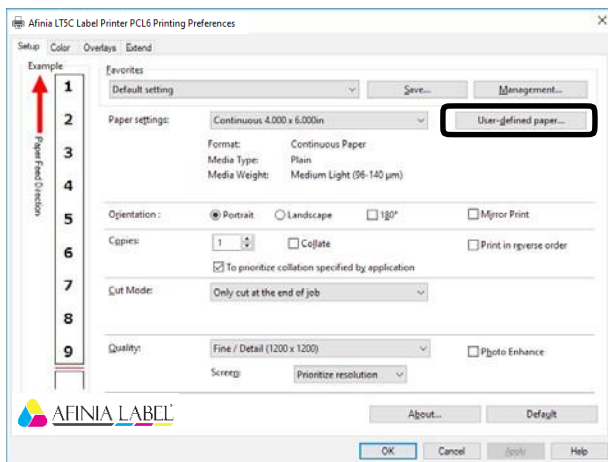 Afinia LT5C Label Printer PCL6 Printing Preferences
Setup Color Overlays Extend
Example
Paper Feed Direction
1
2
3
4
5
6
7
8
9
Favorites
Default setting Save... Management...
Paper settings: Continuous 4.000 x 6.000in User-defined paper...
Format: Continuous Paper
Media Type: Plain
Media Weight: Medium Light (96-140 µm)
Orientation : Portrait Landscape 180° Mirror Print
Copies: 1 Collate Print in reverse order
To prioritize collation specified by application
Cut Mode: Only cut at the end of job
Quality: Fine / Detail (1200 x 1200) Photo Enhance
Screen: Prioritize resolution
AFINIA LABEL®
About... Default
OK Cancel Apply Help